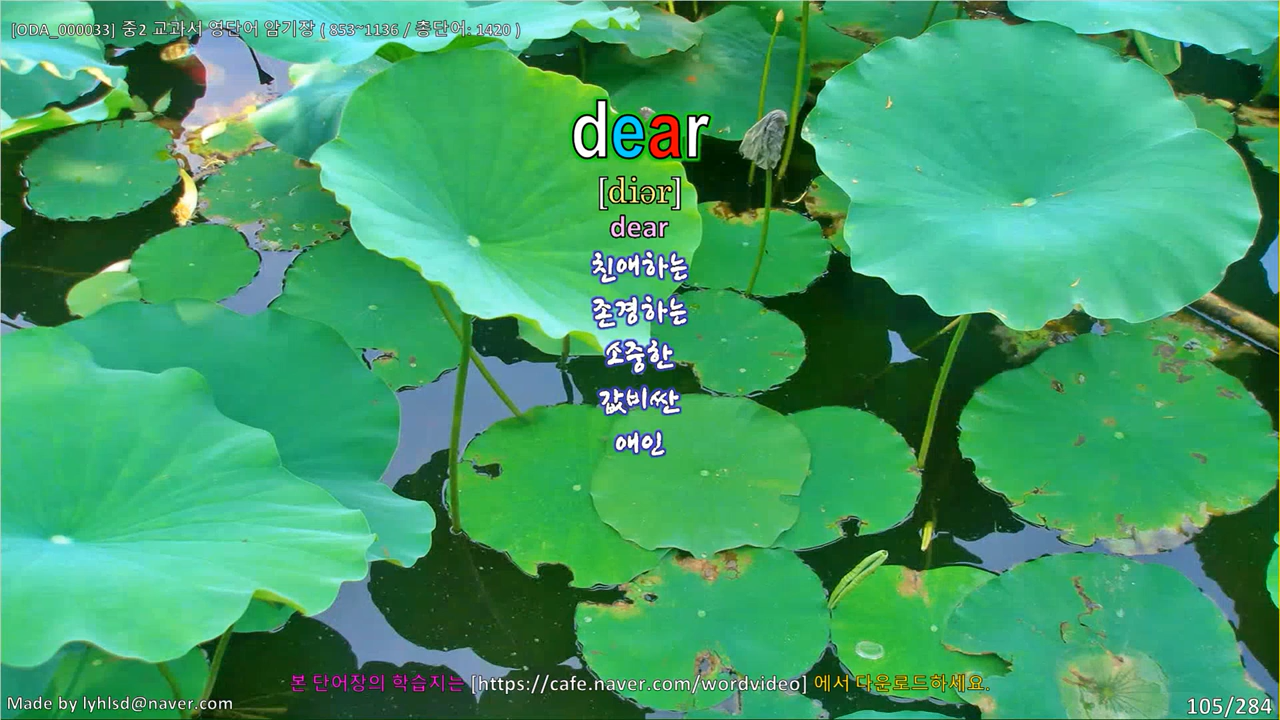 [ODA_000033] 중2 교과서 영단어 암기장 ( 853~1136 / 총단어: 1420 )
dear
[diər]
dear
친애하는
존경하는
소중한
값비싼
애인
본 단어장의 학습지는 [https://cafe.naver.com/wordvideo] 에서 다운로드하세요.
Made by lyhlsd@naver.com
105/284